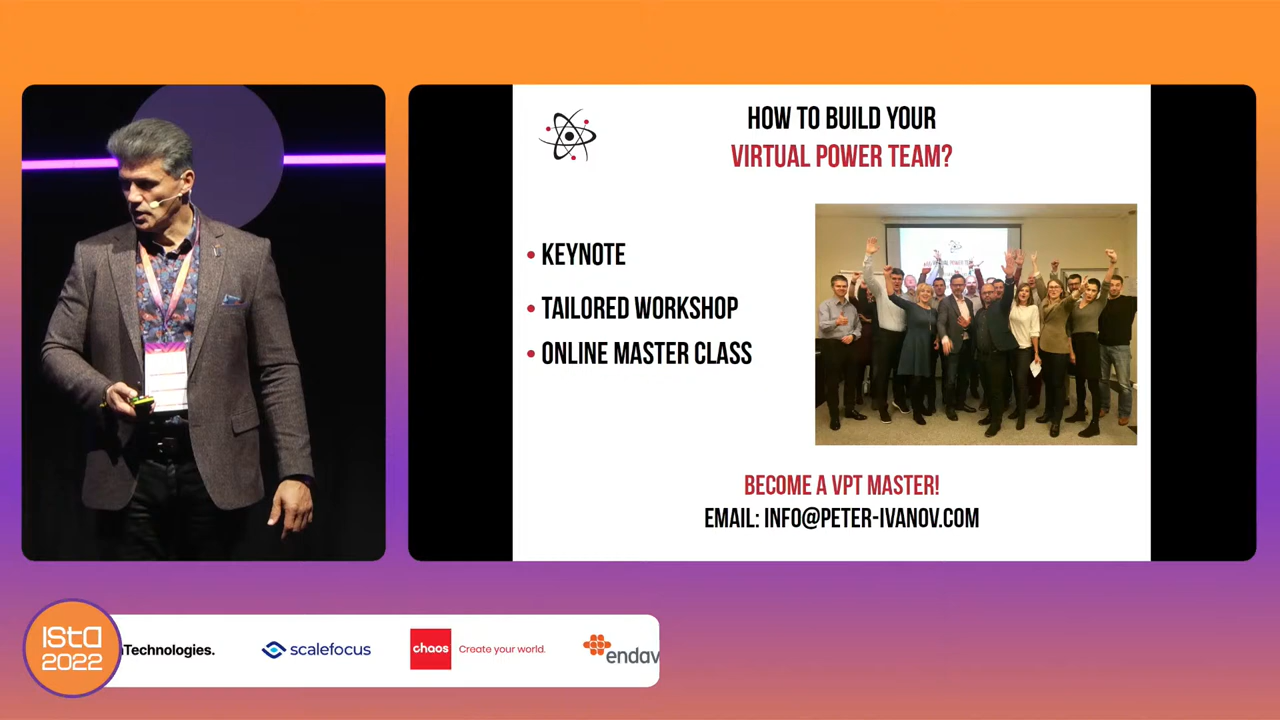 HOW TO BUILD YOUR
VIRTUAL POWER TEAM?
• KEYNOTE
• TAILORED WORKSHOP
• ONLINE MASTER CLASS
BECOME A VPT MASTER!
EMAIL: INFO@PETER-IVANOV.COM
ISTA
2022
Technologies.
scalefocus
chaos
Create your world.
endav